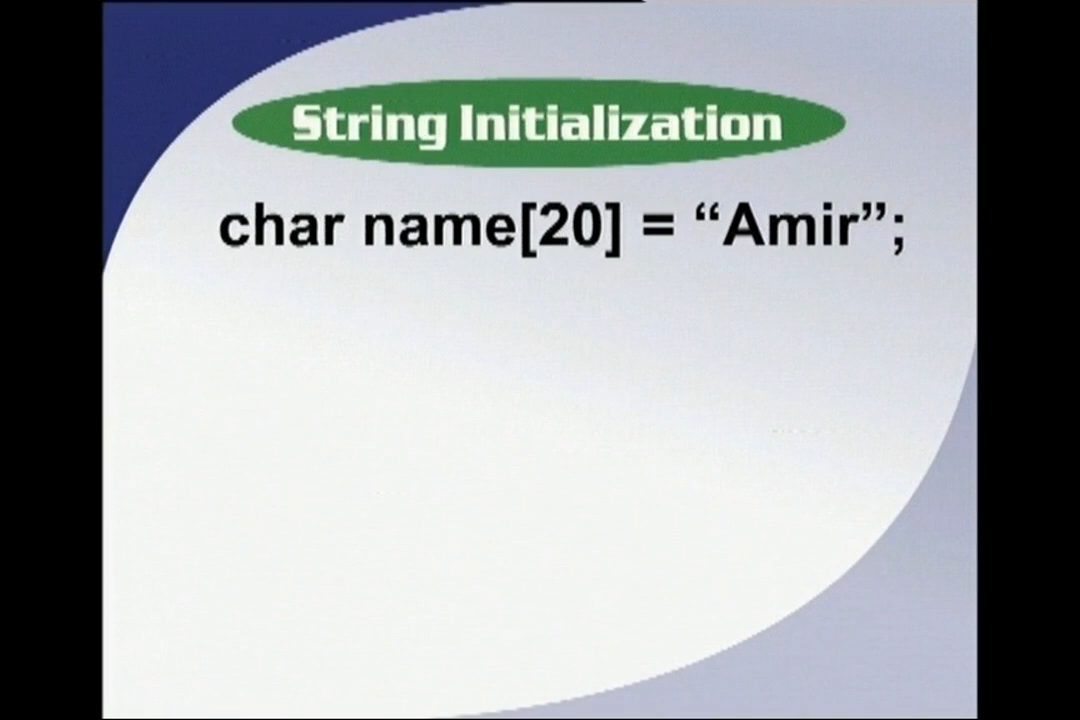 String Initialization
char name[20] = “Amir”;